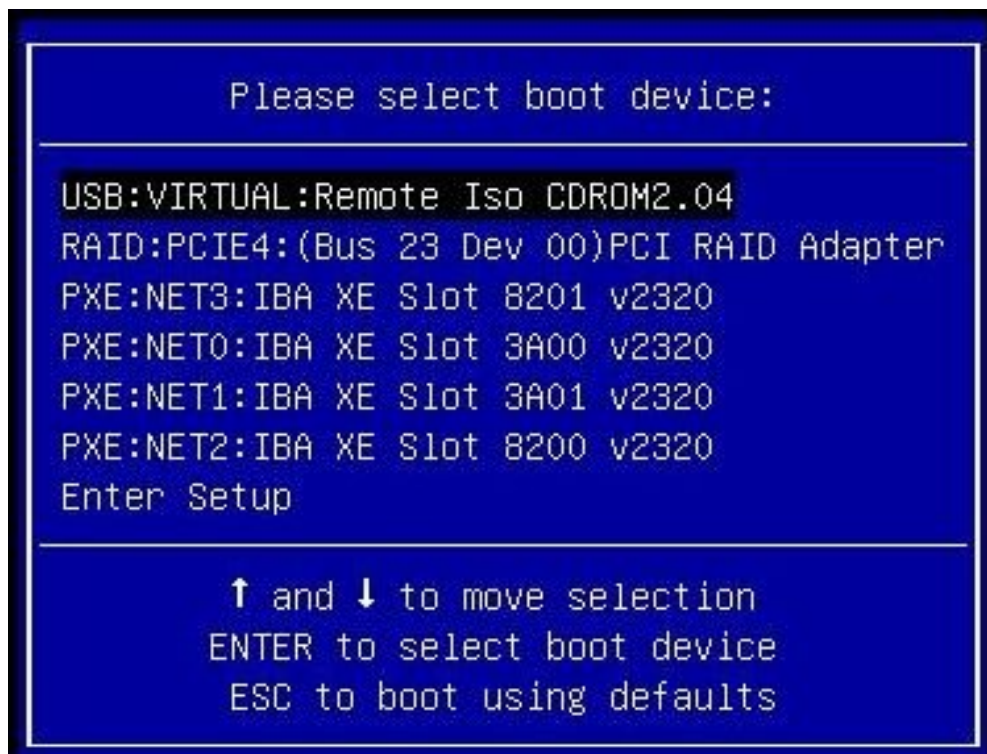 Please select boot device:
USB:VIRTUAL:Remote Iso CDROM2.04
RAID:PCIE4:(Bus 23 Dev 00)PCI RAID Adapter
PXE:NET3:IBA XE Slot 8201 v2320
PXE:NET0:IBA XE Slot 3A00 v2320
PXE:NET1:IBA XE Slot 3A01 v2320
PXE:NET2:IBA XE Slot 8200 v2320
Enter Setup
↑ and ↓ to move selection
ENTER to select boot device
ESC to boot using defaults